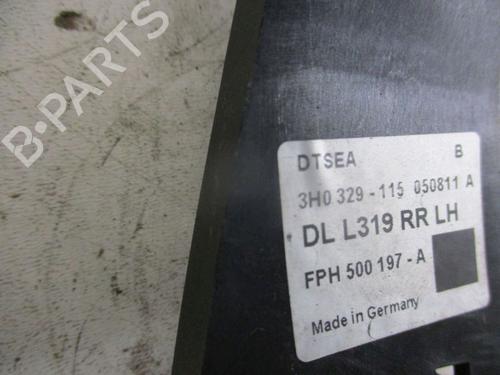 B-PARTS
DTSEA B
3H0 329-115 050811 A
DL L319 RR LH
FPH 500 197-A
Made in Germany